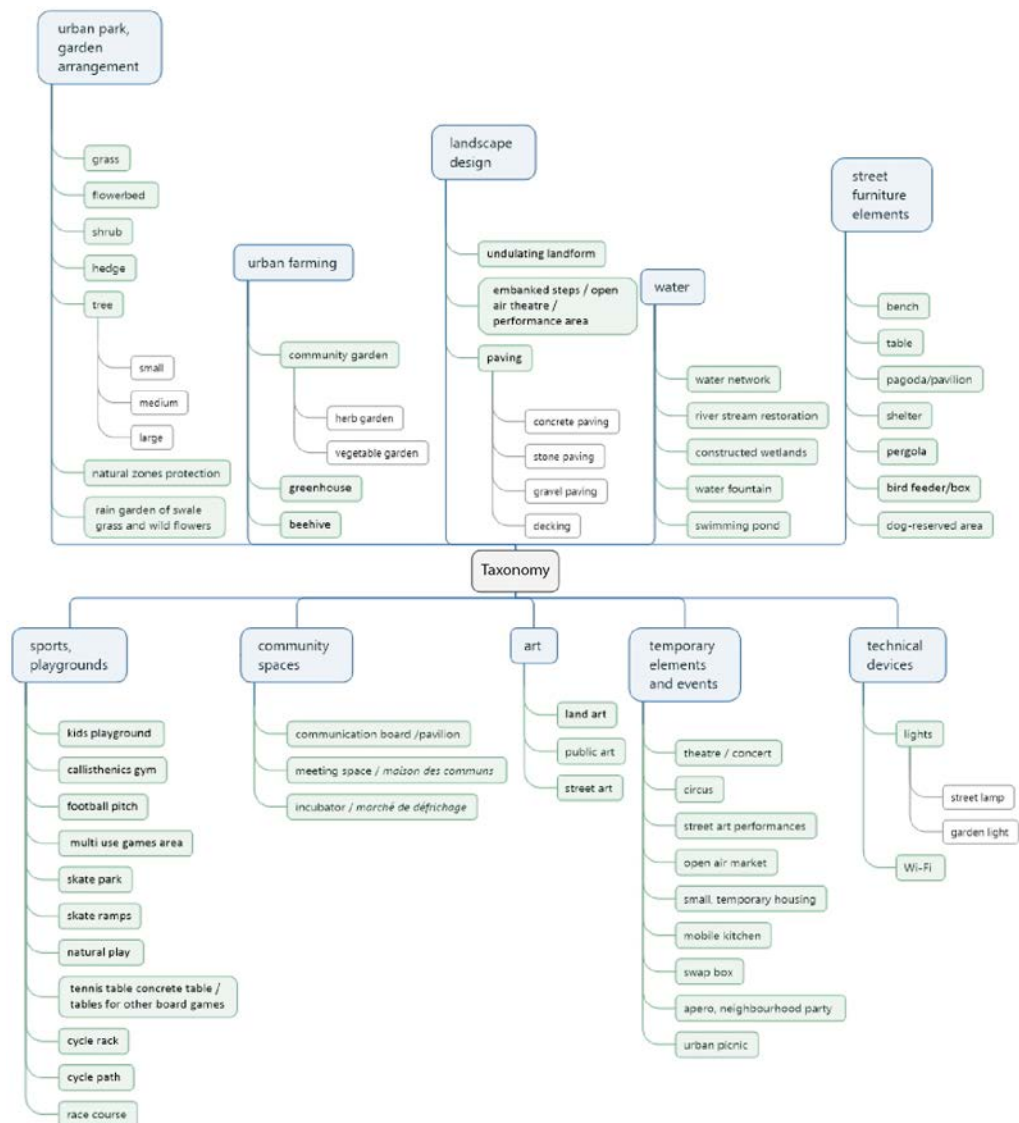 urban park,
garden
arrangement
grass
flowerbed
shrub
hedge
tree
small
medium
large
natural zones protection
rain garden of swale
grass and wild flowers
urban farming
community garden
herb garden
vegetable garden
greenhouse
beehive
landscape
design
undulating landform
embanked steps / open
air theatre /
performance area
paving
concrete paving
stone paving
gravel paving
decking
water
water network
river stream restoration
constructed wetlands
water fountain
swimming pond
street
furniture
elements
bench
table
pagoda/pavilion
shelter
pergola
bird feeder/box
dog-reserved area
Taxonomy
sports,
playgrounds
kids playground
callisthenics gym
football pitch
multi use games area
skate park
skate ramps
natural play
tennis table concrete table /
tables for other board games
cycle rack
cycle path
race course
community
spaces
communication board /pavilion
meeting space / maison des communs
incubator / marché de défrichage
art
land art
public art
street art
temporary
elements
and events
theatre / concert
circus
street art performances
open air market
small, temporary housing
mobile kitchen
swap box
apero, neighbourhood party
urban picnic
technical
devices
lights
street lamp
garden light
Wi-Fi